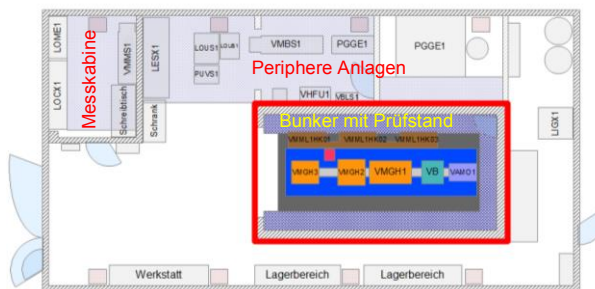 LOME1
LOCX1
Messkabine
VMMS1
Schreibtisch
LESX1
Schrank
LOUS1
LOUB1
PUVS1
VMBS1
PGGE1
PGGE1
Periphere Anlagen
VHFU1
VBLS1
LIGX1
Bunker mit Prüfstand
VMML1HK01
VMML1HK02
VMML1HK03
VMGH3
VMGH2
VMGH1
VB
VAMO1
Werkstatt
Lagerbereich
Lagerbereich